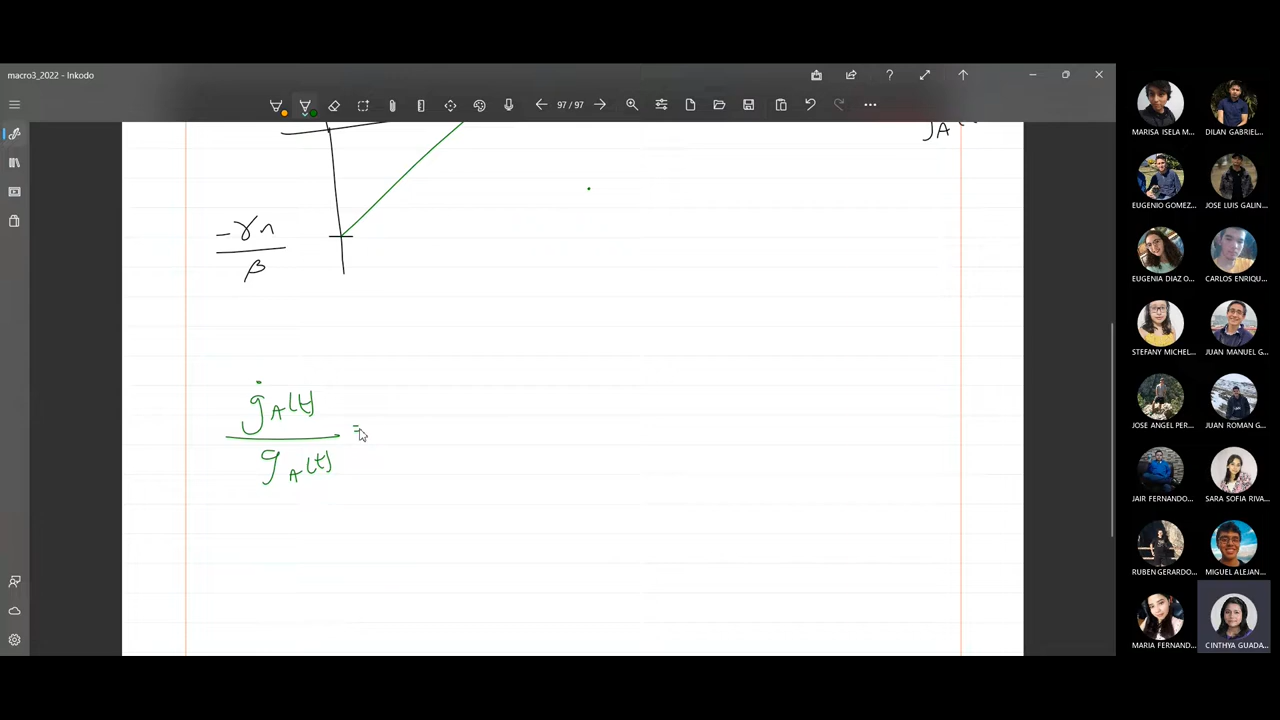 macro3_2022 - Inkodo
97 / 97
-γn
β
ġ_A(t)
g_A(t)
=
MARISA ISELA M...
DILAN GABRIEL...
EUGENIO GOMEZ...
JOSE LUIS GALIN...
EUGENIA DIAZ O...
CARLOS ENRIQU...
STEFANY MICHEL...
JUAN MANUEL G...
JOSE ANGEL PER...
JUAN ROMAN G...
JAIR FERNANDO...
SARA SOFIA RIVA...
RUBEN GERARDO...
MIGUEL ALEJAN...
MARIA FERNAND...
CINTHYA GUADA...